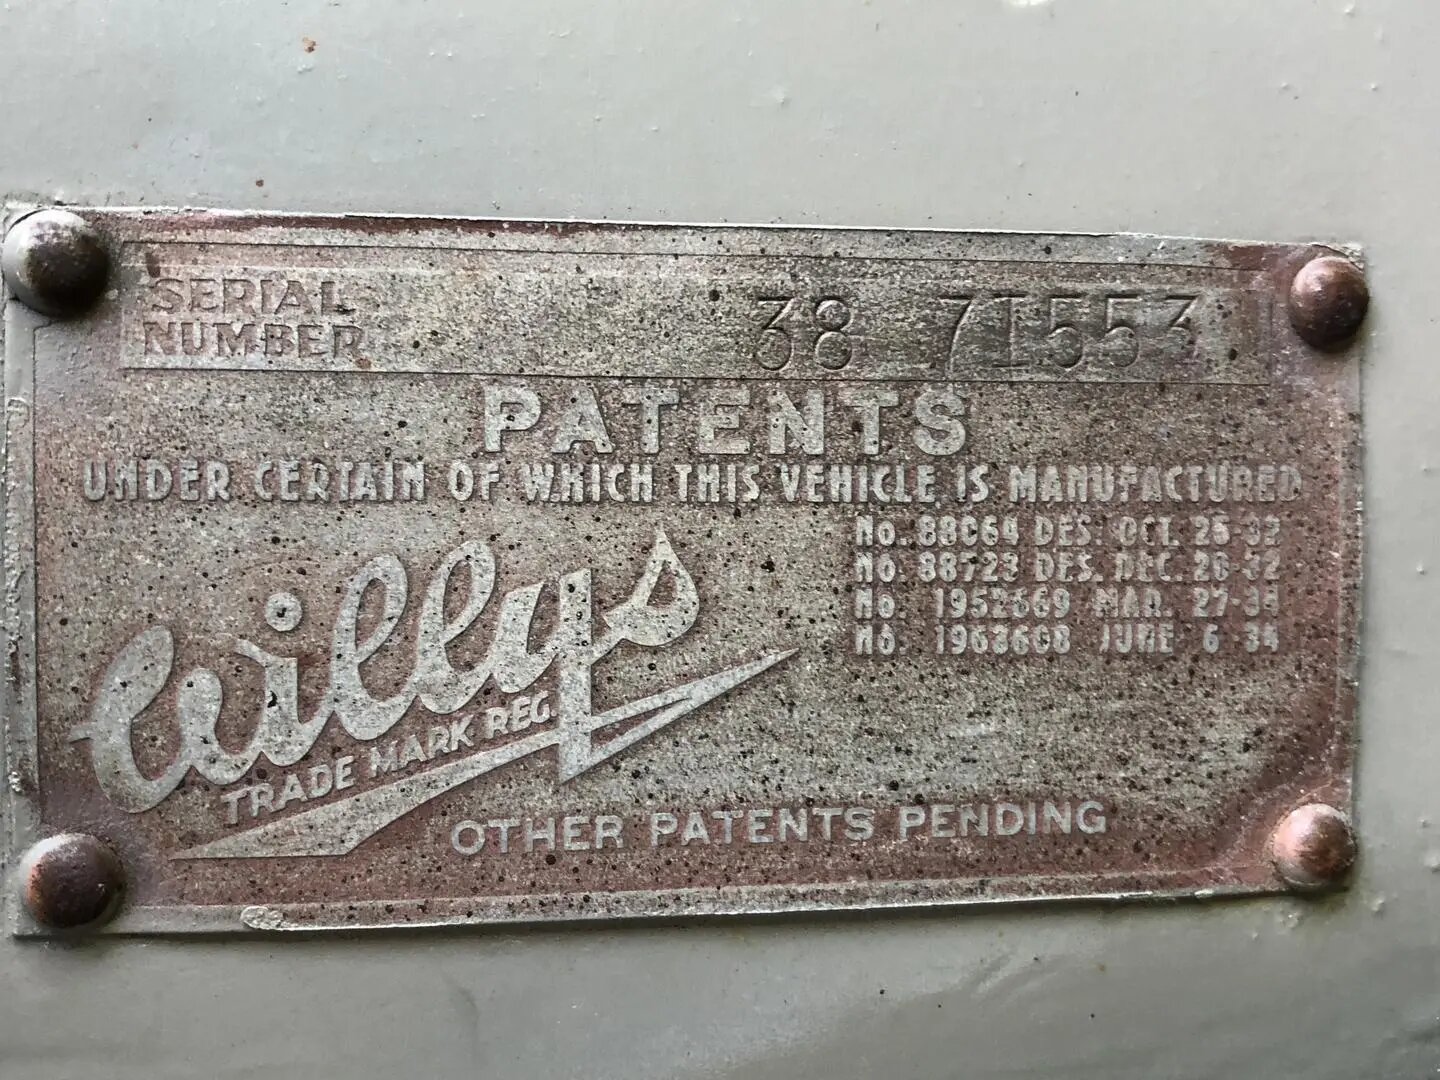 SERIAL
NUMBER
38 71553
PATENTS
UNDER CERTAIN OF WHICH THIS VEHICLE IS MANUFACTURED
No. 88064 DES. OCT. 25-32
No. 88723 DES. DEC. 20-32
No. 1952669 MAR. 27-34
No. 1963608 JUNE 6-34
Willys
TRADE MARK REG.
OTHER PATENTS PENDING